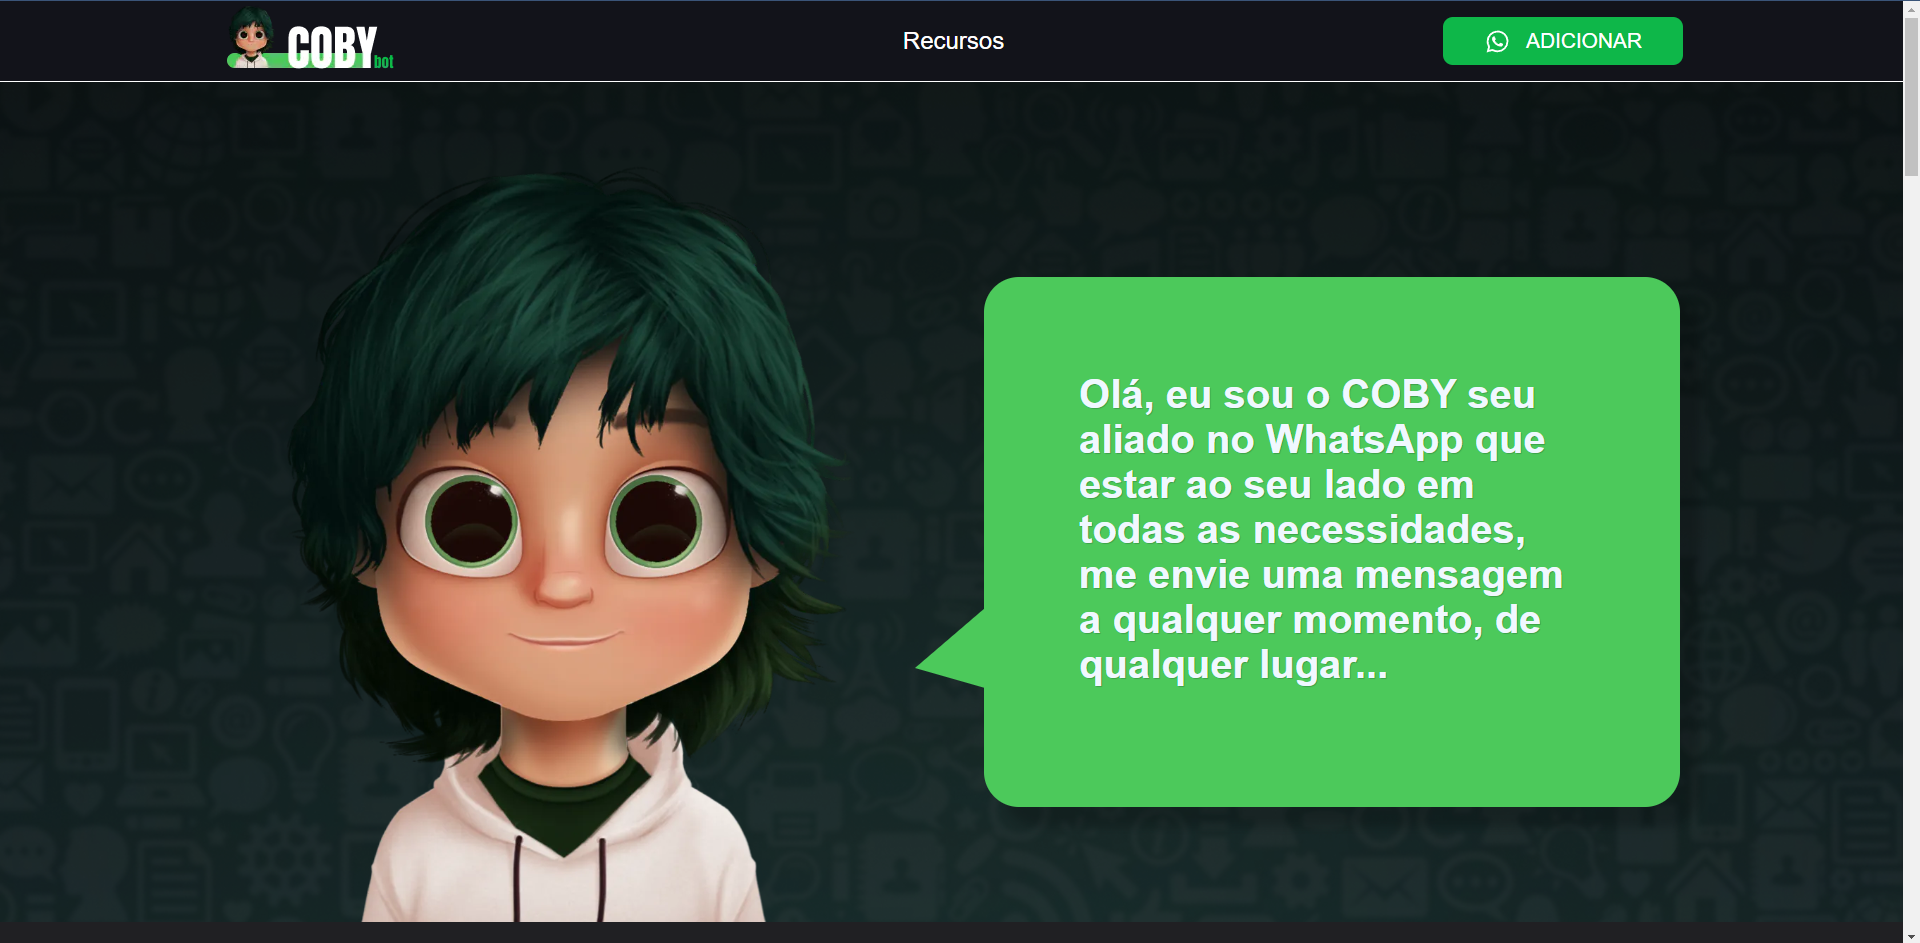 COBY
bot
Recursos
ADICIONAR
Olá, eu sou o COBY seu
aliado no WhatsApp que
estar ao seu lado em
todas as necessidades,
me envie uma mensagem
a qualquer momento, de
qualquer lugar...